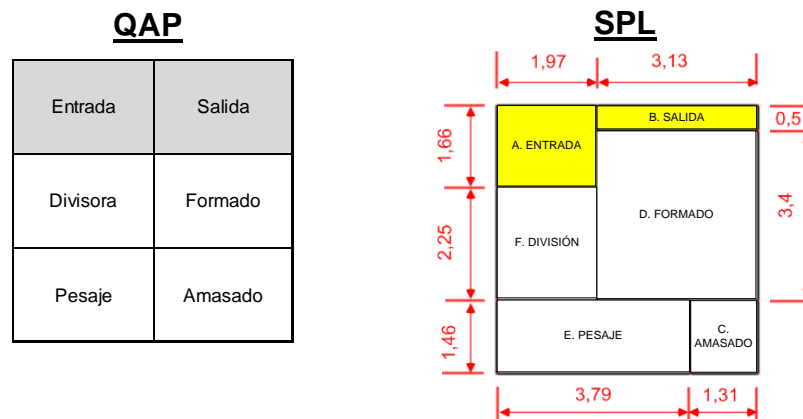 QAP
SPL
Entrada
Salida
Divisora
Formado
Pesaje
Amasado
1,97
3,13
B. SALIDA
0,5
1,66
A. ENTRADA
D. FORMADO
3,4
2,25
F. DIVISIÓN
1,46
E. PESAJE
C.
AMASADO
3,79
1,31